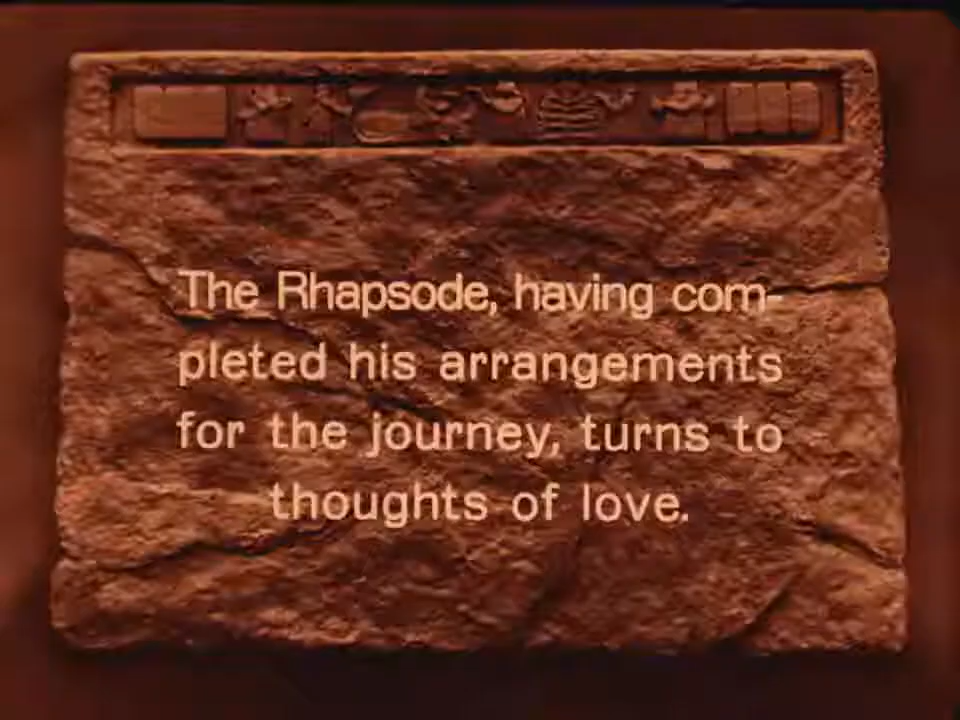 The Rhapsode, having com-
pleted his arrangements
for the journey, turns to
thoughts of love.